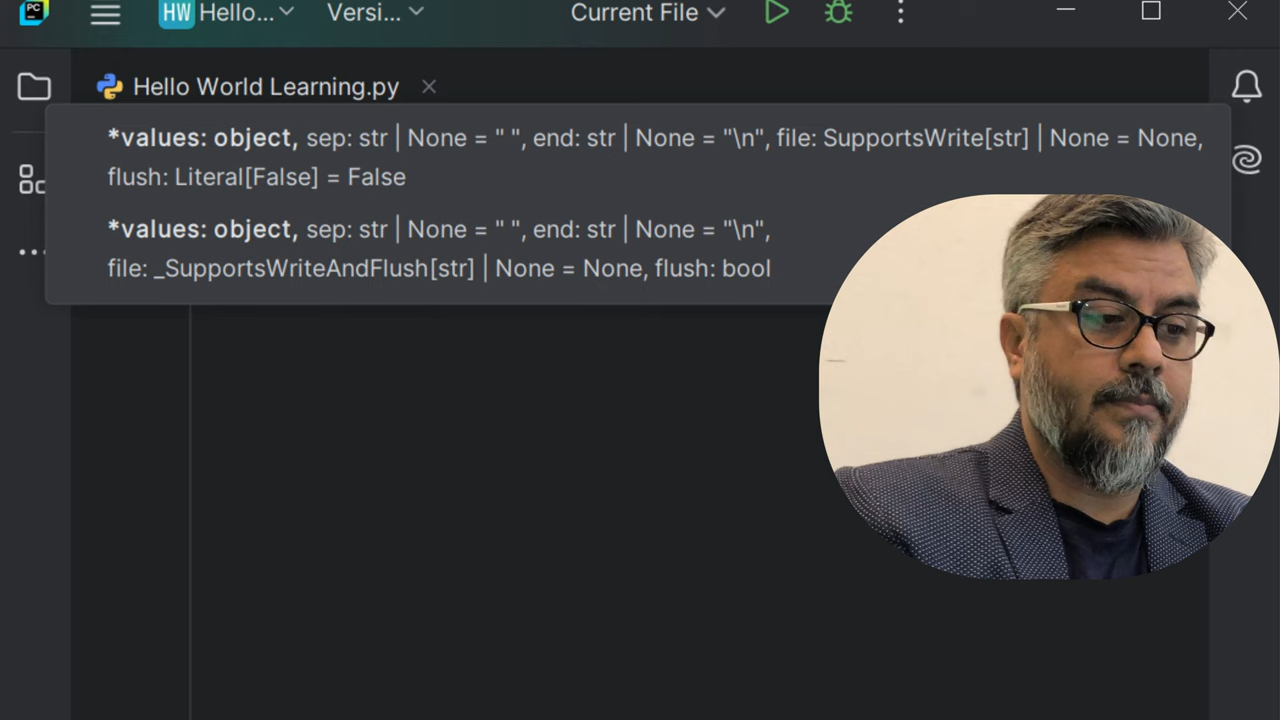 PC
HW Hello... Versi... Current File
Hello World Learning.py
*values: object, sep: str | None = " ", end: str | None = "\n", file: SupportsWrite[str] | None = None,
flush: Literal[False] = False
*values: object, sep: str | None = " ", end: str | None = "\n",
file: _SupportsWriteAndFlush[str] | None = None, flush: bool